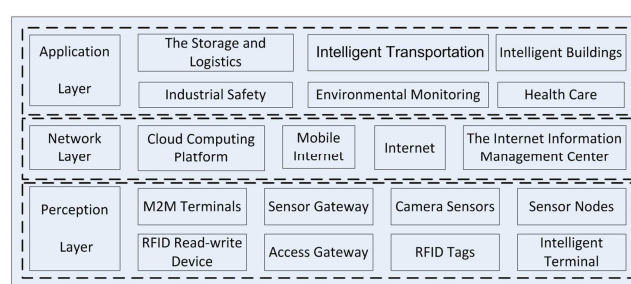 Application
Layer
The Storage and
Logistics
Intelligent Transportation
Intelligent Buildings
Industrial Safety
Environmental Monitoring
Health Care
Network
Layer
Cloud Computing
Platform
Mobile
Internet
Internet
The Internet Information
Management Center
Perception
Layer
M2M Terminals
Sensor Gateway
Camera Sensors
Sensor Nodes
RFID Read-write
Device
Access Gateway
RFID Tags
Intelligent
Terminal